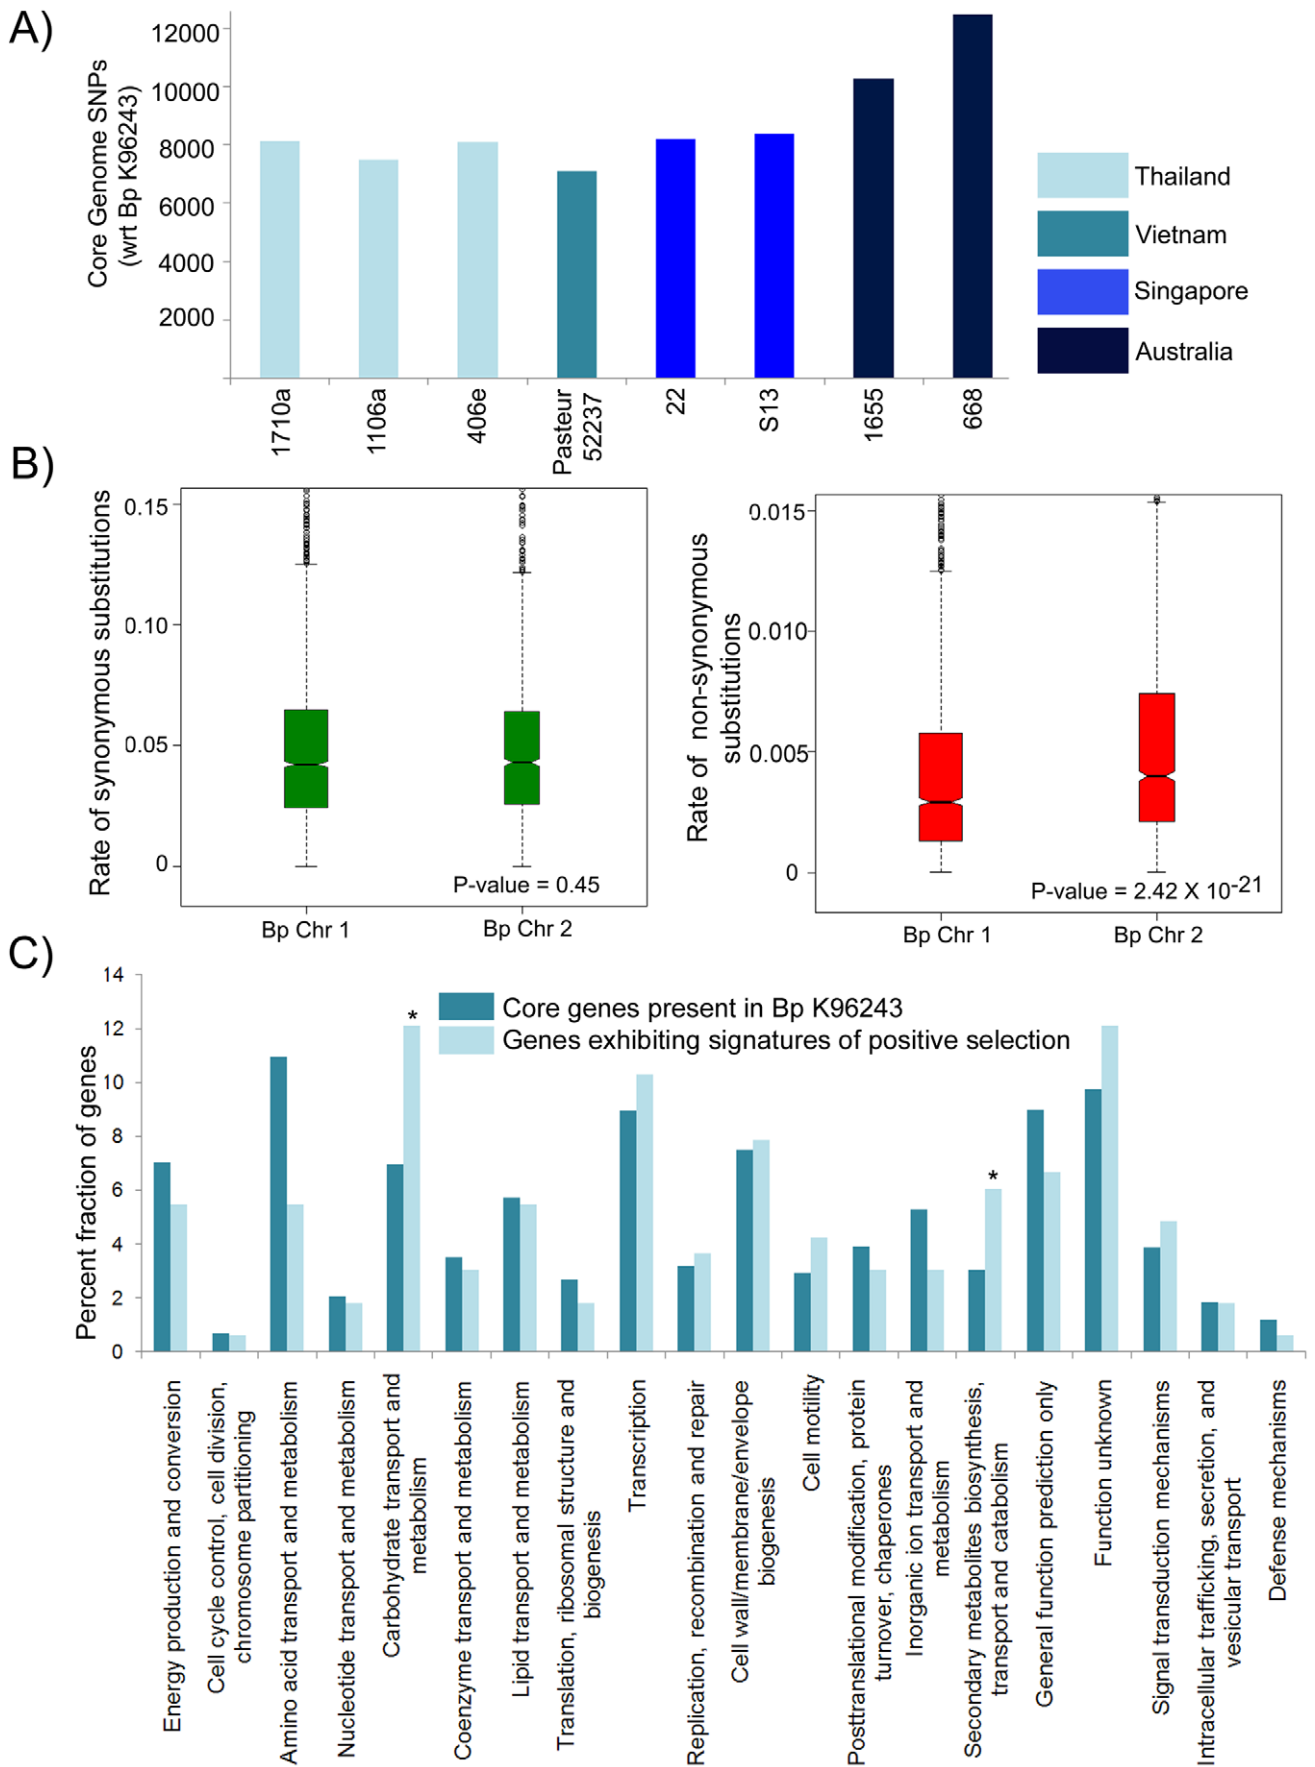 A)
Core Genome SNPs
(wrt Bp K96243)
12000
10000
8000
6000
4000
2000
1710a
1106a
406e
Pasteur
52237
22
S13
1655
668
Thailand
Vietnam
Singapore
Australia
B)
Rate of synonymous substitutions
0.15
0.10
0.05
0
P-value = 0.45
Bp Chr 1
Bp Chr 2
Rate of non-synonymous
substitutions
0.015
0.010
0.005
0
P-value = 2.42 X 10-21
Bp Chr 1
Bp Chr 2
C)
Percent fraction of genes
14
12
10
8
6
4
2
0
Core genes present in Bp K96243
Genes exhibiting signatures of positive selection
*
*
Energy production and conversion
Cell cycle control, cell division,
chromosome partitioning
Amino acid transport and metabolism
Nucleotide transport and metabolism
Carbohydrate transport and
metabolism
Coenzyme transport and metabolism
Lipid transport and metabolism
Translation, ribosomal structure and
biogenesis
Transcription
Replication, recombination and repair
Cell wall/membrane/envelope
biogenesis
Cell motility
Posttranslational modification, protein
turnover, chaperones
Inorganic ion transport and
metabolism
Secondary metabolites biosynthesis,
transport and catabolism
General function prediction only
Function unknown
Signal transduction mechanisms
Intracellular trafficking, secretion, and
vesicular transport
Defense mechanisms